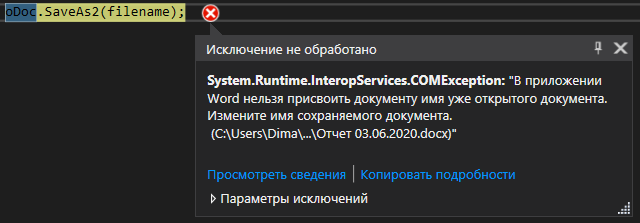 oDoc.SaveAs2(filename);
Исключение не обработано
System.Runtime.InteropServices.COMException: "В приложении
Word нельзя присвоить документу имя уже открытого документа.
Измените имя сохраняемого документа.
(C:\Users\Dima\...\Отчет 03.06.2020.docx)"
Просмотреть сведения | Копировать подробности
Параметры исключений